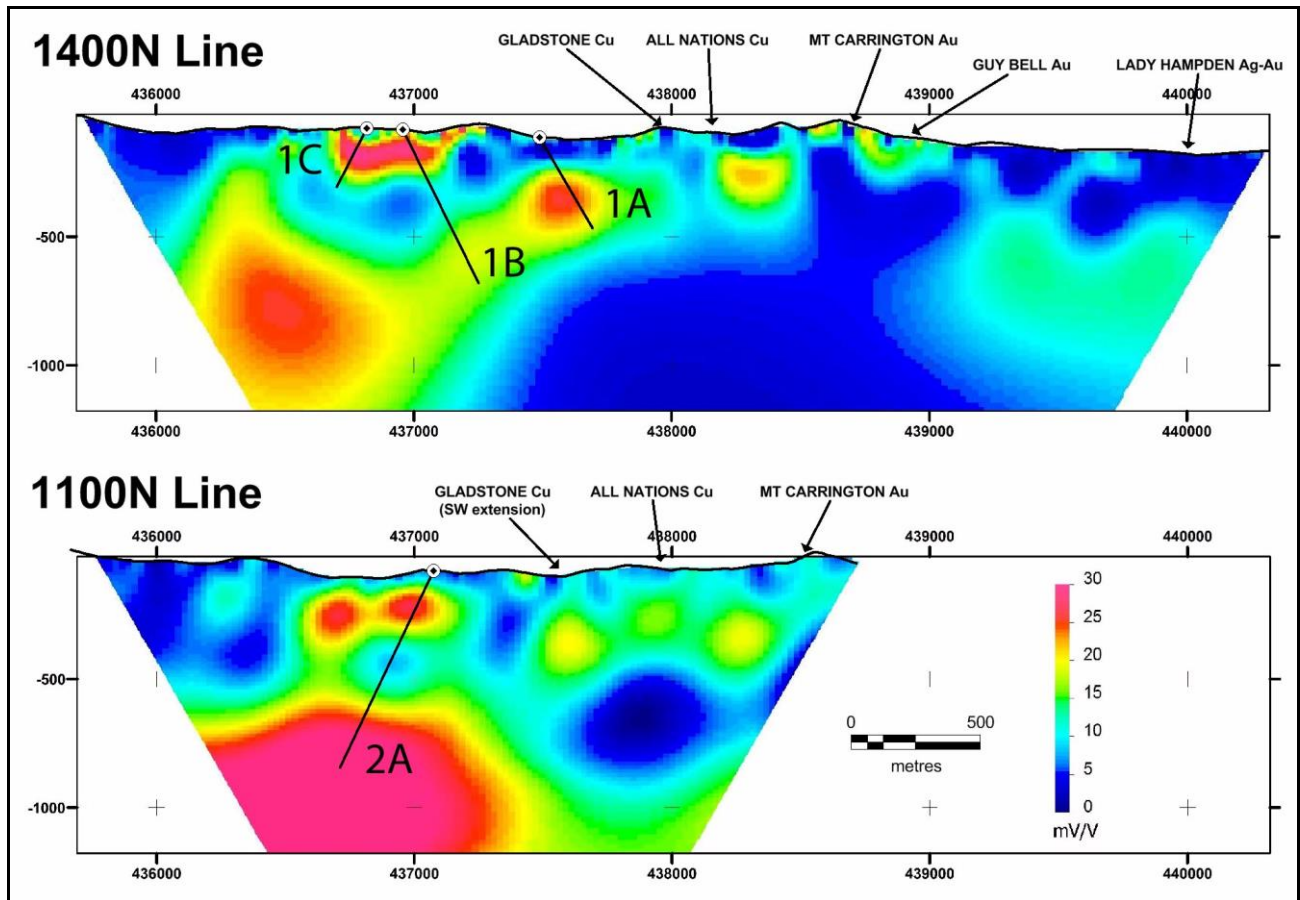 1400N Line
GLADSTONE Cu
ALL NATIONS Cu
MT CARRINGTON Au
GUY BELL Au
LADY HAMPDEN Ag-Au
436000
437000
438000
439000
440000
1C
1B
1A
-500
-1000
436000
437000
438000
439000
440000
1100N Line
GLADSTONE Cu
(SW extension)
ALL NATIONS Cu
MT CARRINGTON Au
436000
437000
438000
439000
440000
2A
-500
-1000
0
500
metres
30
25
20
15
10
5
0
mV/V
436000
437000
438000
439000
440000